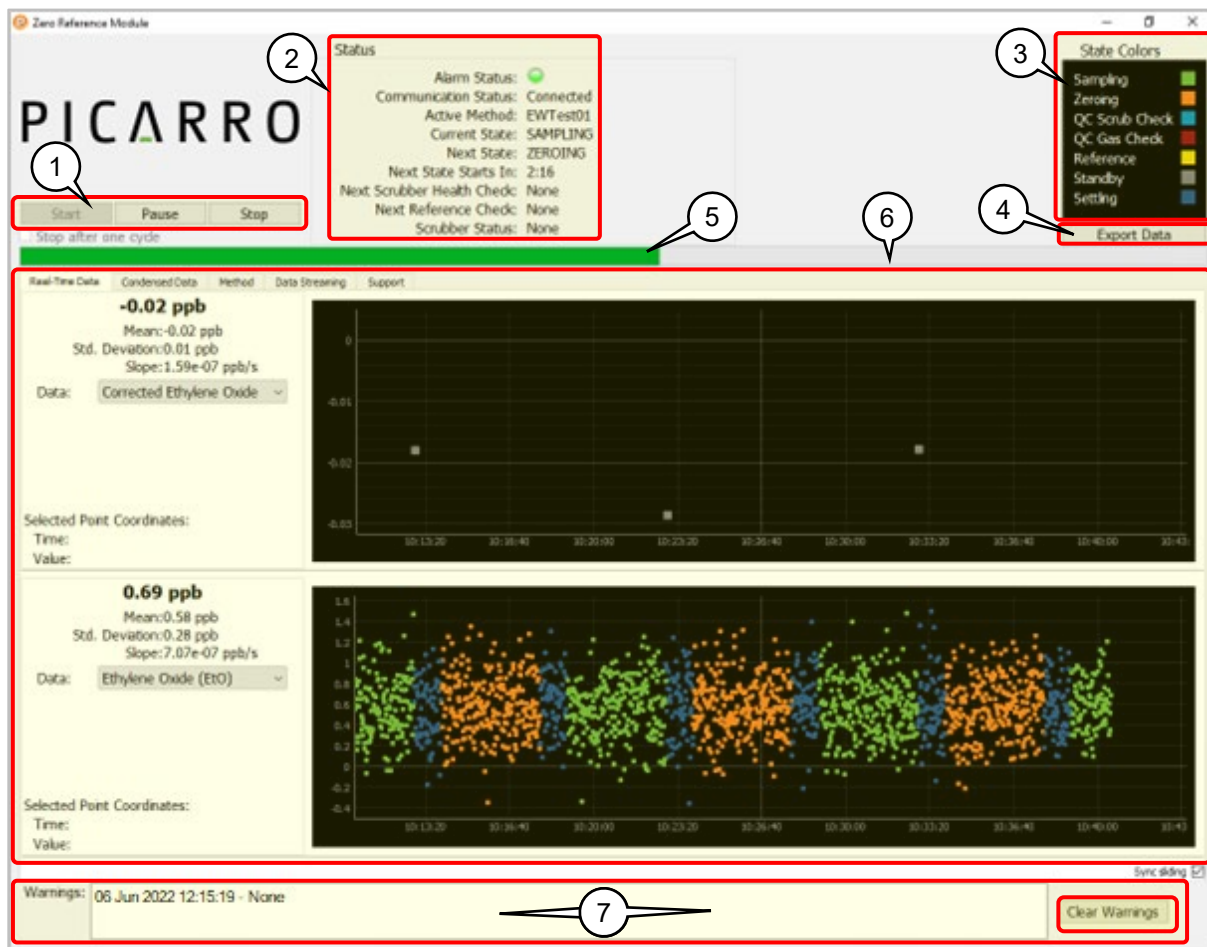 Zero Reference Module
PICARRO
1
Start
Pause
Stop
Stop after one cycle
2
Status
Alarm Status:
Communication Status: Connected
Active Method: EWTest01
Current State: SAMPLING
Next State: ZEROING
Next State Starts In: 2:16
Next Scrubber Health Check: None
Next Reference Check: None
Scrubber Status: None
3
State Colors
Sampling
Zeroing
QC Scrub Check
QC Gas Check
Reference
Standby
Setting
4
Export Data
5
6
Real-Time Data
Condensed Data
Method
Data Streaming
Support
-0.02 ppb
Mean:-0.02 ppb
Std. Deviation:0.01 ppb
Slope:1.59e-07 ppb/s
Data: Corrected Ethylene Oxide
Selected Point Coordinates:
Time:
Value:
0
-0.01
-0.02
-0.03
10:13:20 10:16:40 10:20:00 10:23:20 10:26:40 10:30:00 10:33:20 10:36:40 10:40:00 10:43:
0.69 ppb
Mean:0.58 ppb
Std. Deviation:0.28 ppb
Slope:7.07e-07 ppb/s
Data: Ethylene Oxide (EtO)
Selected Point Coordinates:
Time:
Value:
1.6
1.4
1.2
1
0.8
0.6
0.4
0.2
0
-0.2
-0.4
10:13:20 10:16:40 10:20:00 10:23:20 10:26:40 10:30:00 10:33:20 10:36:40 10:40:00 10:43
Sync sliding
Warnings: 06 Jun 2022 12:15:19 - None
7
Clear Warnings